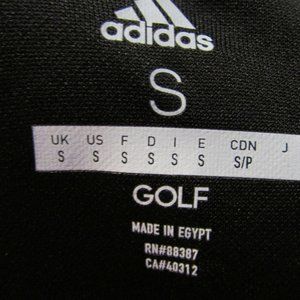 adidas
S
UK US F D I E CDN J
S S S S S S S/P
GOLF
MADE IN EGYPT
RN#88387
CA#40312